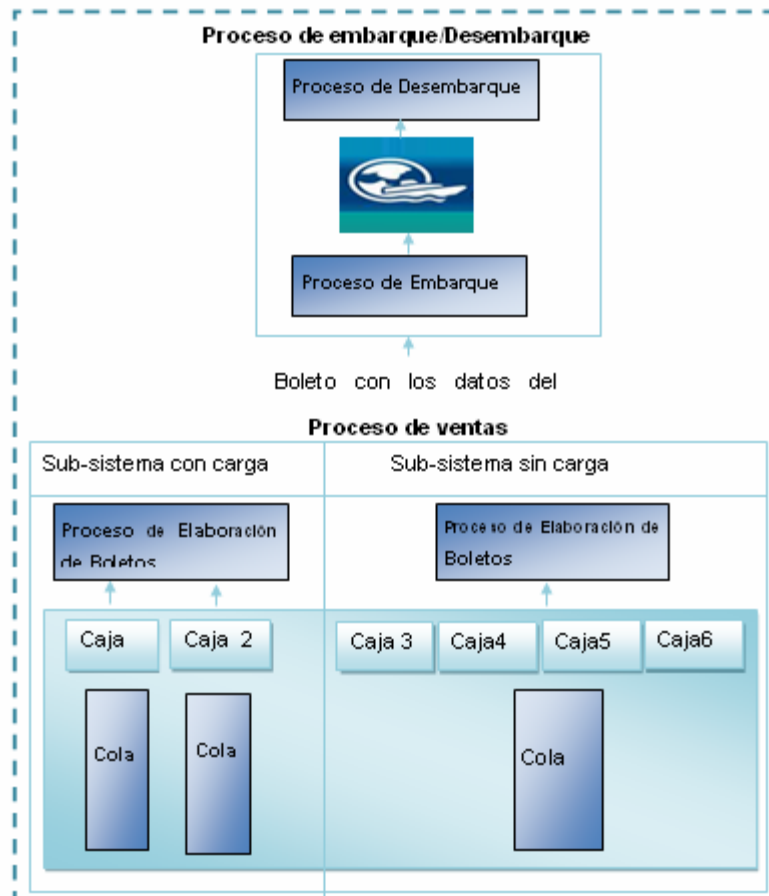 Proceso de embarque/Desembarque
Proceso de Desembarque
Proceso de Embarque
Boleto con los datos del
Proceso de ventas
Sub-sistema con carga
Sub-sistema sin carga
Proceso de Elaboración
de Boletos
Proceso de Elaboración de
Boletos
Caja
Caja 2
Caja 3
Caja4
Caja5
Caja6
Cola
Cola
Cola